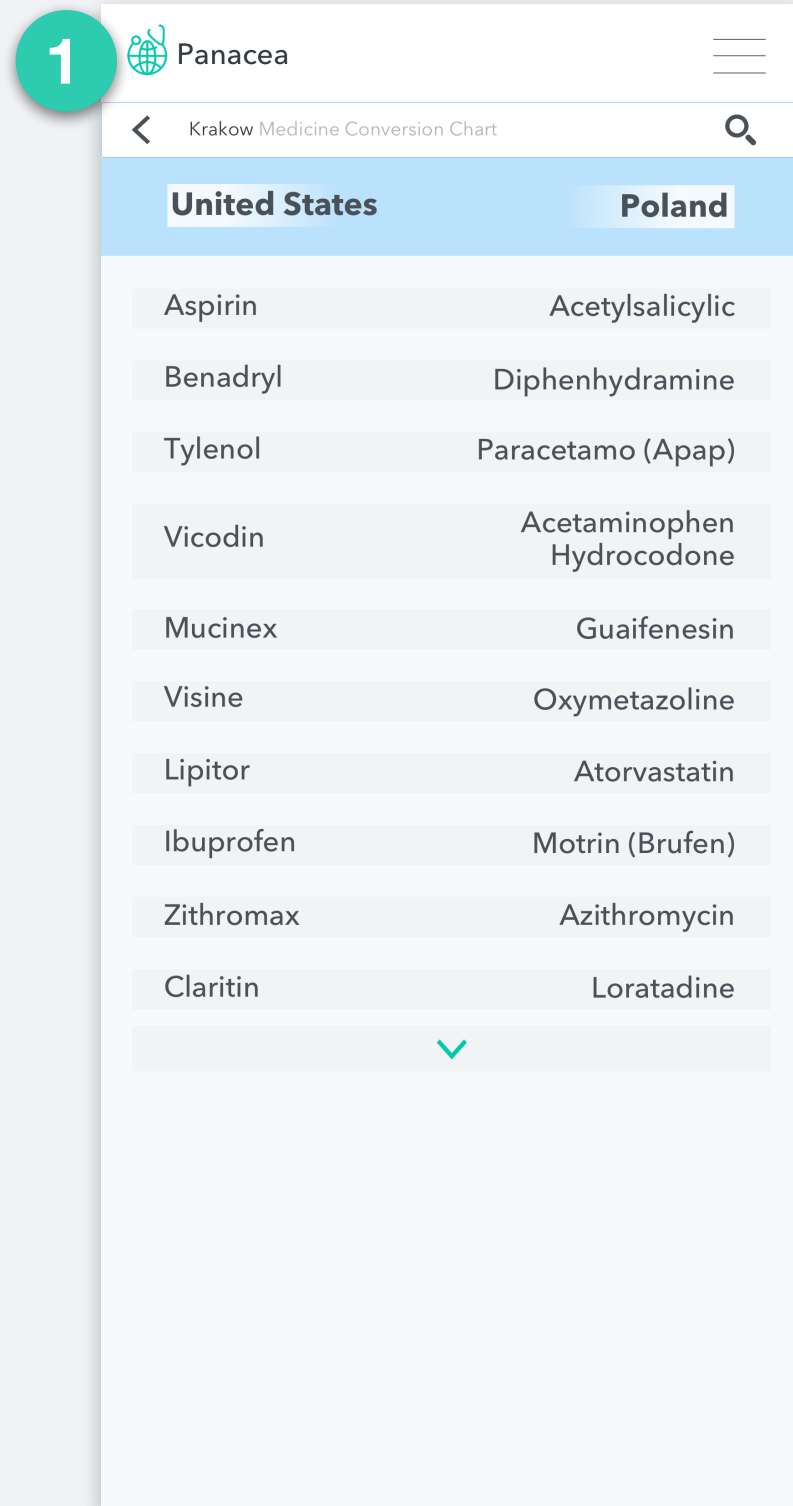 1
Panacea
Krakow Medicine Conversion Chart
United States Poland
Aspirin Acetylsalicylic
Benadryl Diphenhydramine
Tylenol Paracetamo (Apap)
Vicodin Acetaminophen
Hydrocodone
Mucinex Guaifenesin
Visine Oxymetazoline
Lipitor Atorvastatin
Ibuprofen Motrin (Brufen)
Zithromax Azithromycin
Claritin Loratadine